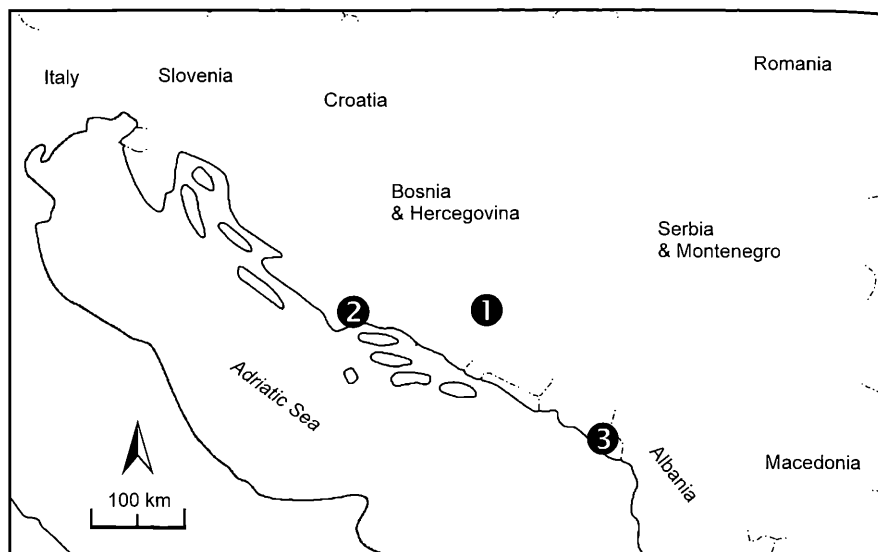 Romania
Italy
Slovenia
Croatia
Bosnia
& Hercegovina
Serbia
& Montenegro
1
2
Adriatic Sea
3
Albania
Macedonia
100 km